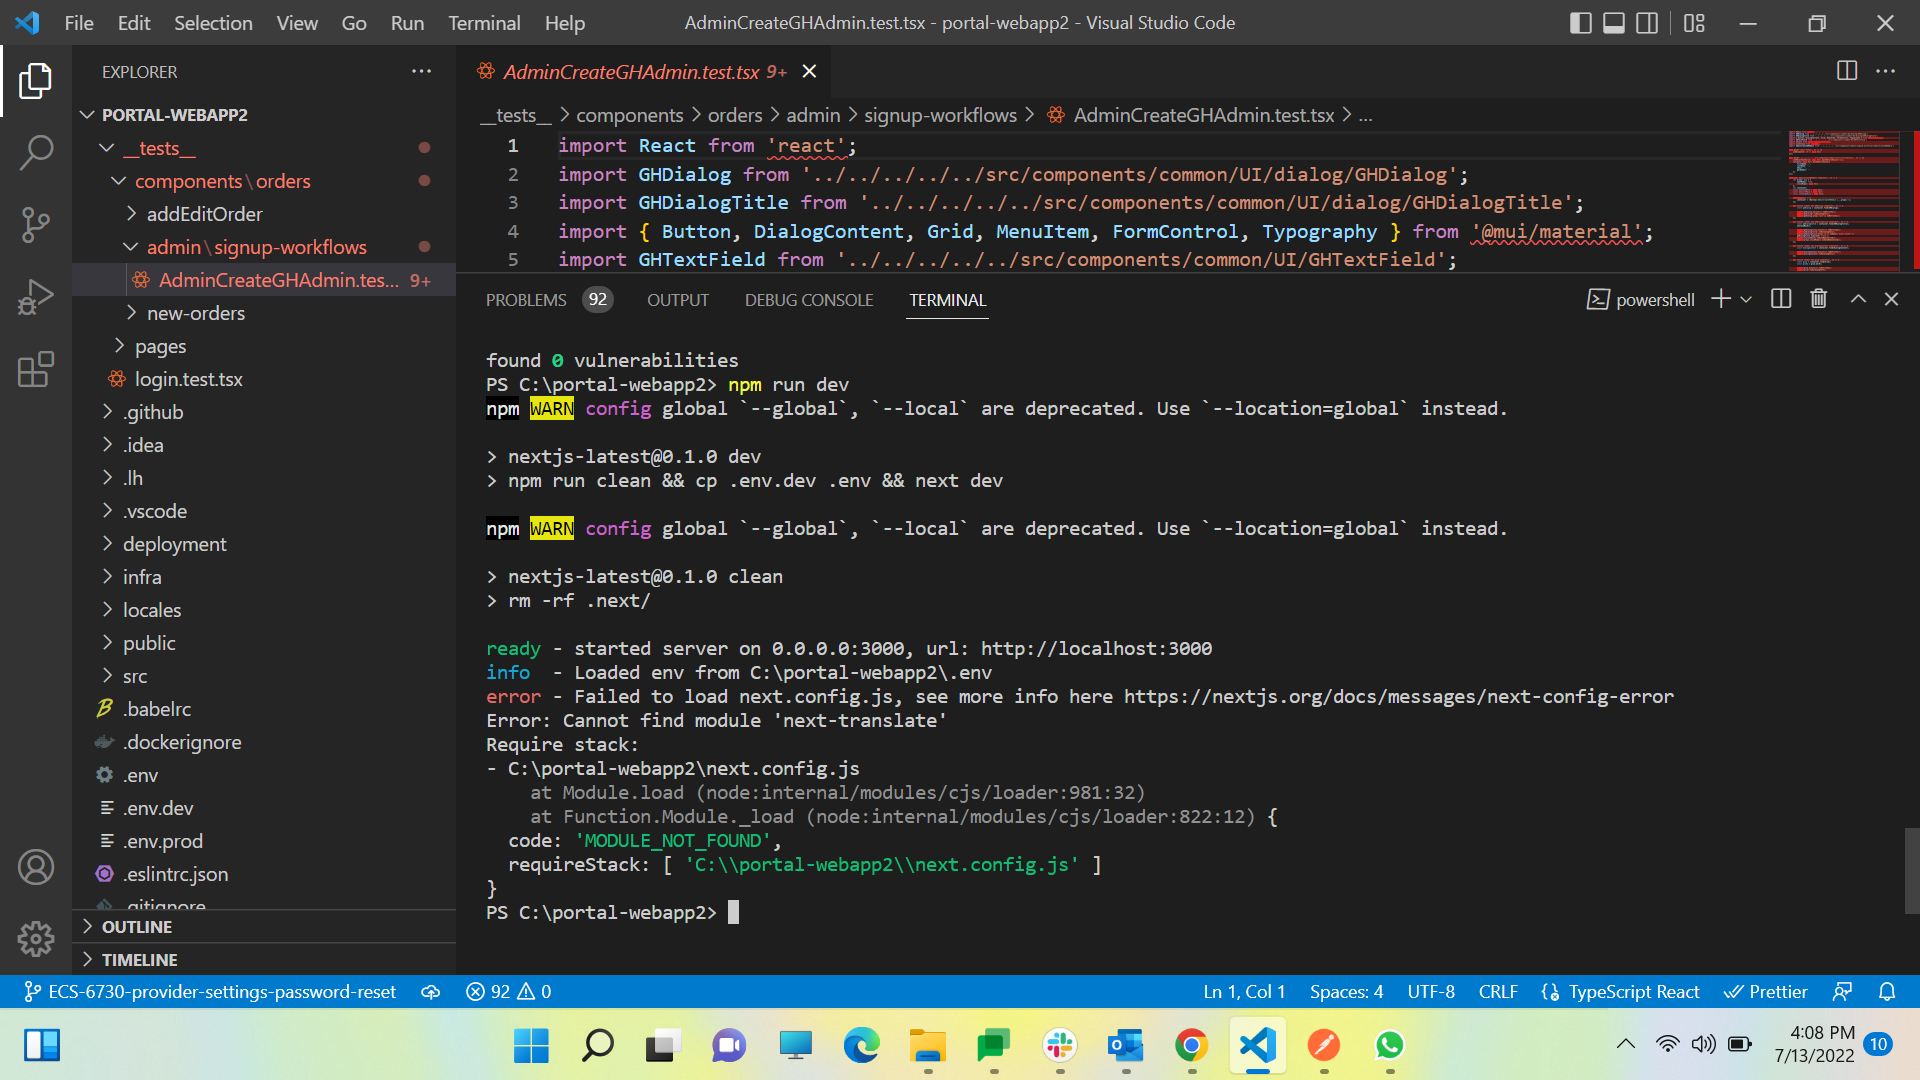 File Edit Selection View Go Run Terminal Help
AdminCreateGHAdmin.test.tsx - portal-webapp2 - Visual Studio Code
EXPLORER
PORTAL-WEBAPP2
__tests__
components\orders
addEditOrder
admin\signup-workflows
AdminCreateGHAdmin.tes... 9+
new-orders
pages
login.test.tsx
.github
.idea
.lh
.vscode
deployment
infra
locales
public
src
.babelrc
.dockerignore
.env
.env.dev
.env.prod
.eslintrc.json
.gitignore
OUTLINE
TIMELINE
AdminCreateGHAdmin.test.tsx 9+
__tests__ > components > orders > admin > signup-workflows > AdminCreateGHAdmin.test.tsx > ...
1 import React from 'react';
2 import GHDialog from '../../../../../src/components/common/UI/dialog/GHDialog';
3 import GHDialogTitle from '../../../../../src/components/common/UI/dialog/GHDialogTitle';
4 import { Button, DialogContent, Grid, MenuItem, FormControl, Typography } from '@mui/material';
5 import GHTextField from '../../../../../src/components/common/UI/GHTextField';
PROBLEMS 92 OUTPUT DEBUG CONSOLE TERMINAL
powershell
found 0 vulnerabilities
PS C:\portal-webapp2> npm run dev
npm WARN config global `--global`, `--local` are deprecated. Use `--location=global` instead.
> nextjs-latest@0.1.0 dev
> npm run clean && cp .env.dev .env && next dev
npm WARN config global `--global`, `--local` are deprecated. Use `--location=global` instead.
> nextjs-latest@0.1.0 clean
> rm -rf .next/
ready - started server on 0.0.0.0:3000, url: http://localhost:3000
info  - Loaded env from C:\portal-webapp2\.env
error - Failed to load next.config.js, see more info here https://nextjs.org/docs/messages/next-config-error
Error: Cannot find module 'next-translate'
Require stack:
- C:\portal-webapp2\next.config.js
at Module.load (node:internal/modules/cjs/loader:981:32)
at Function.Module._load (node:internal/modules/cjs/loader:822:12) {
code: 'MODULE_NOT_FOUND',
requireStack: [ 'C:\\portal-webapp2\\next.config.js' ]
}
PS C:\portal-webapp2>
ECS-6730-provider-settings-password-reset 92 0
Ln 1, Col 1 Spaces: 4 UTF-8 CRLF TypeScript React Prettier
4:08 PM
7/13/2022
10